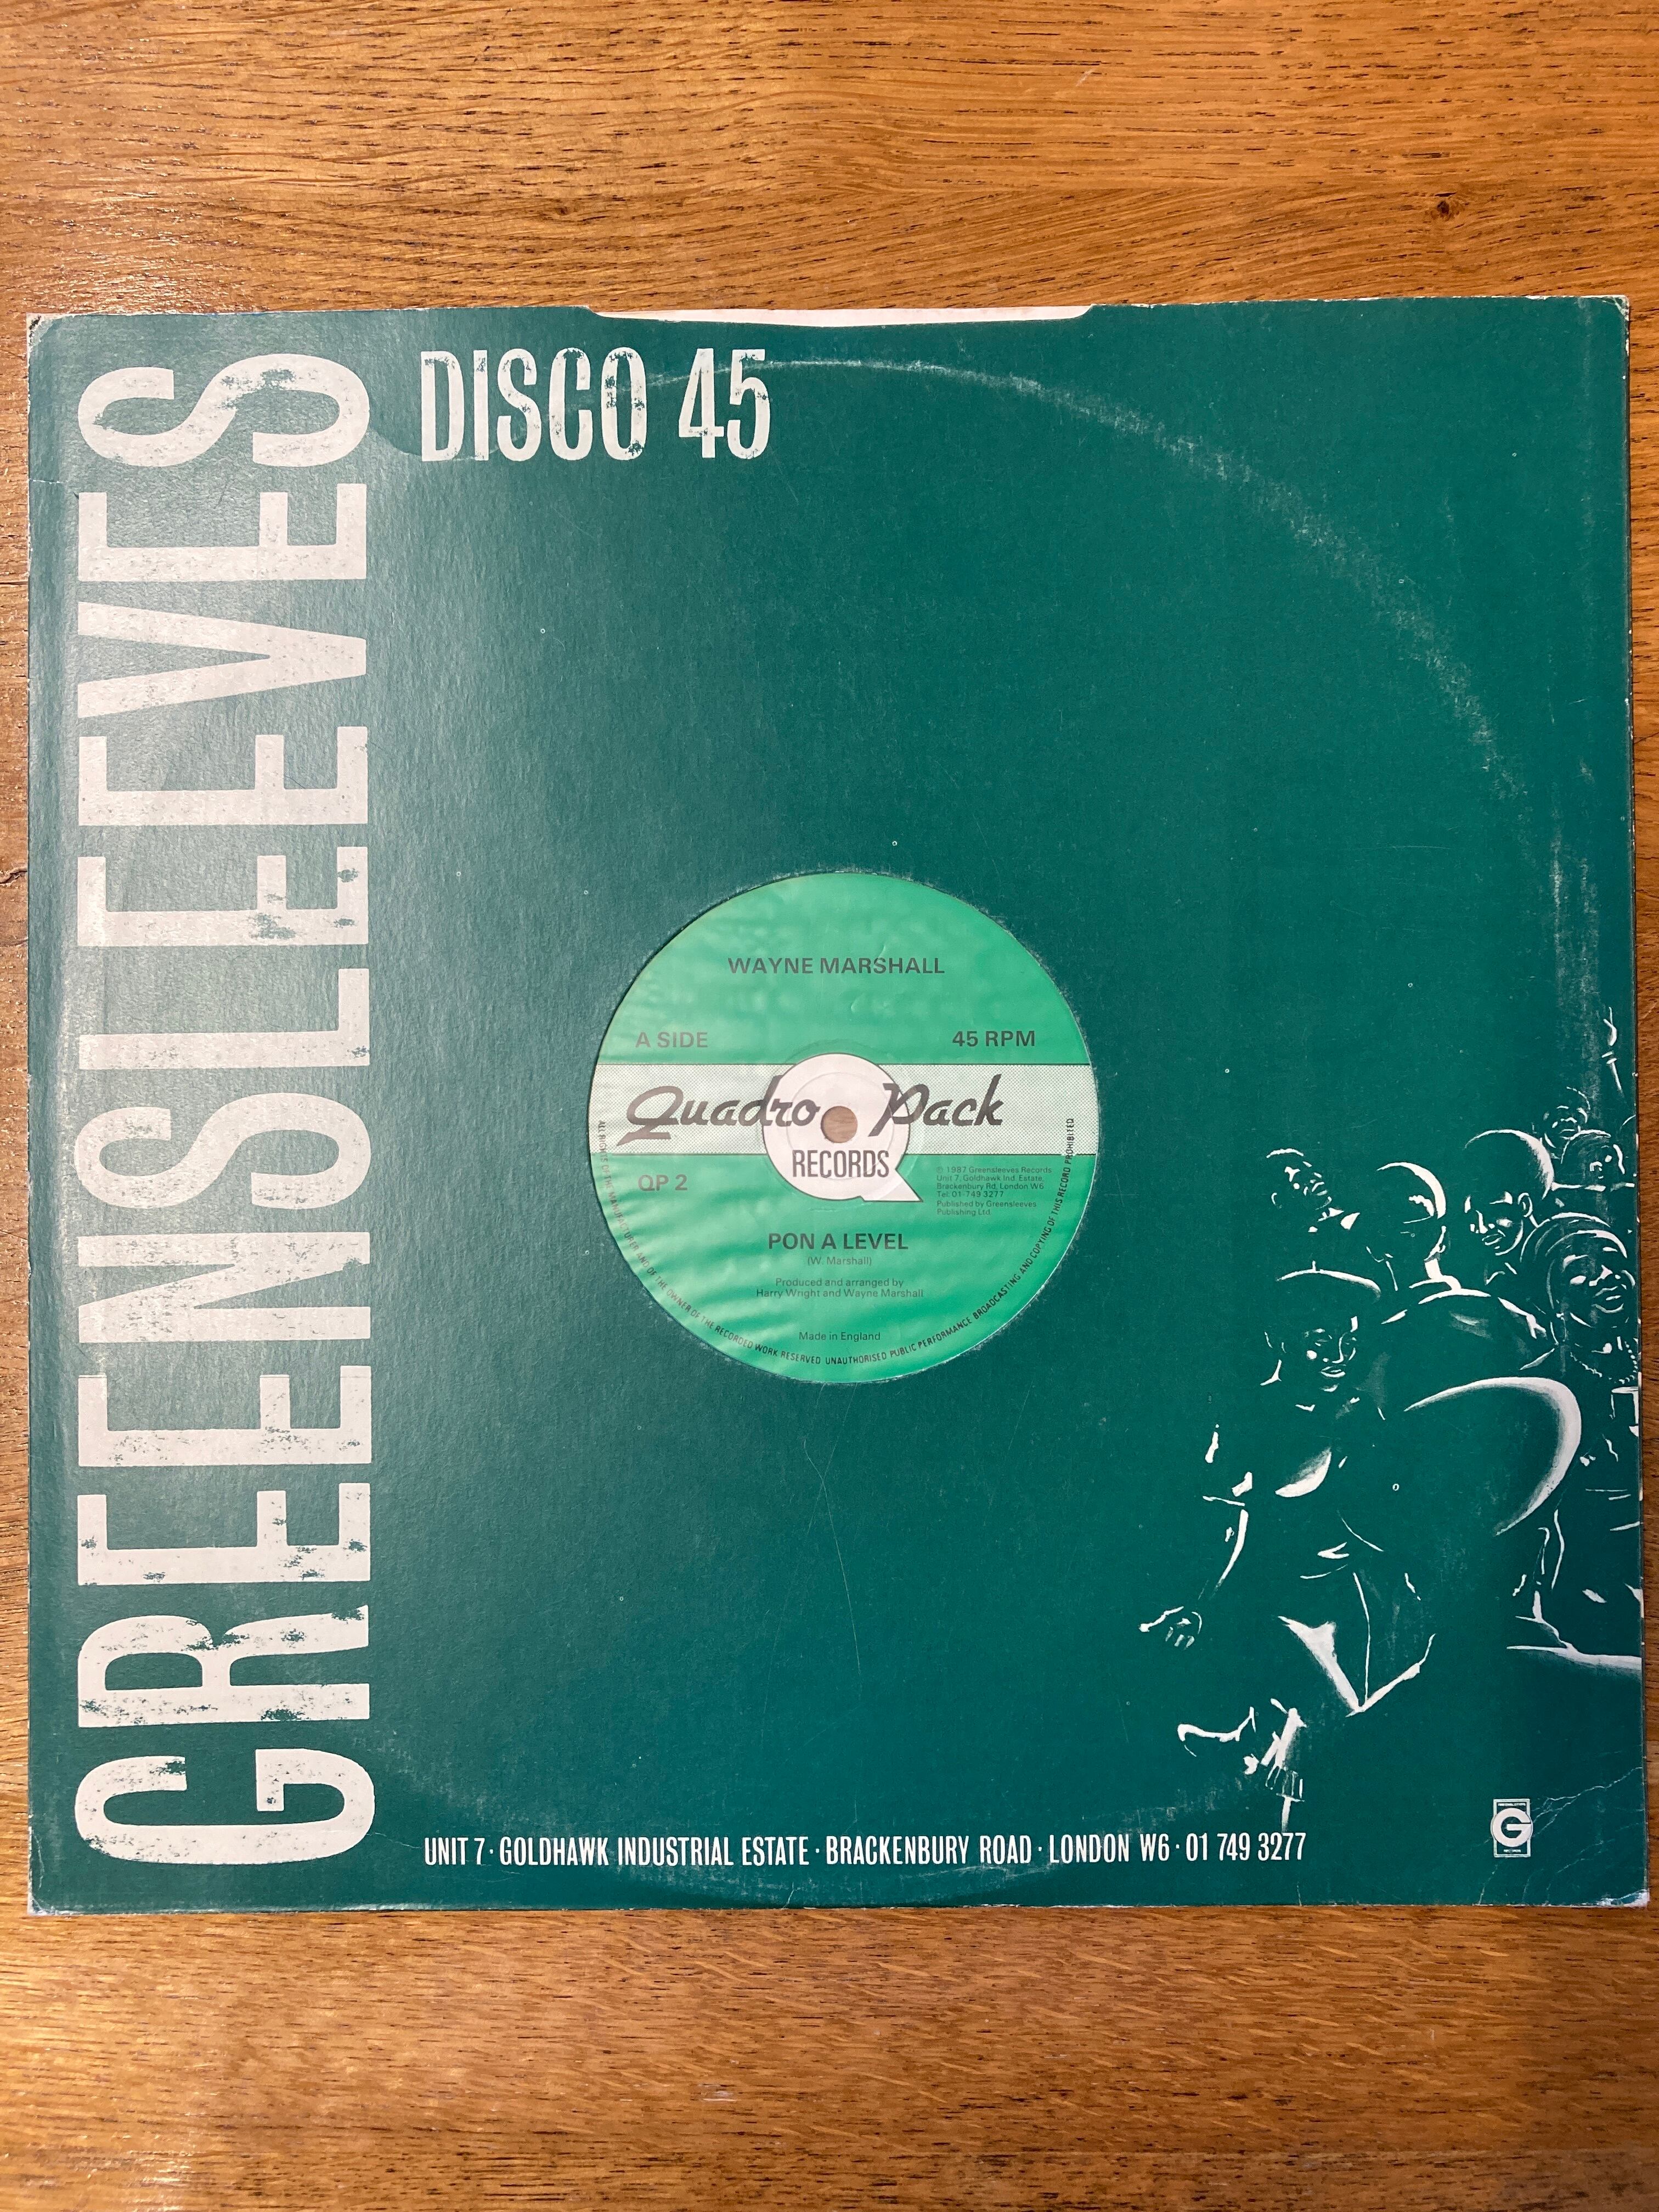 GREENSLEEVES
DISCO 45
WAYNE MARSHALL
A SIDE
45 RPM
Quadro Pack
RECORDS
QP 2
℗ 1987 Greensleeves Records
Unit 7, Goldhawk Ind. Estate,
Brackenbury Rd, London W6
Tel 01-749 3277
Published by Greensleeves
Publishing Ltd.
PON A LEVEL
(W. Marshall)
Produced and arranged by
Harry Wright and Wayne Marshall
Made in England
ALL RIGHTS OF THE MANUFACTURER AND OF THE OWNER OF THE RECORDED WORK RESERVED UNAUTHORISED PUBLIC PERFORMANCE BROADCASTING AND COPYING OF THIS RECORD PROHIBITED
UNIT 7 · GOLDHAWK INDUSTRIAL ESTATE · BRACKENBURY ROAD · LONDON W6 · 01 749 3277
G